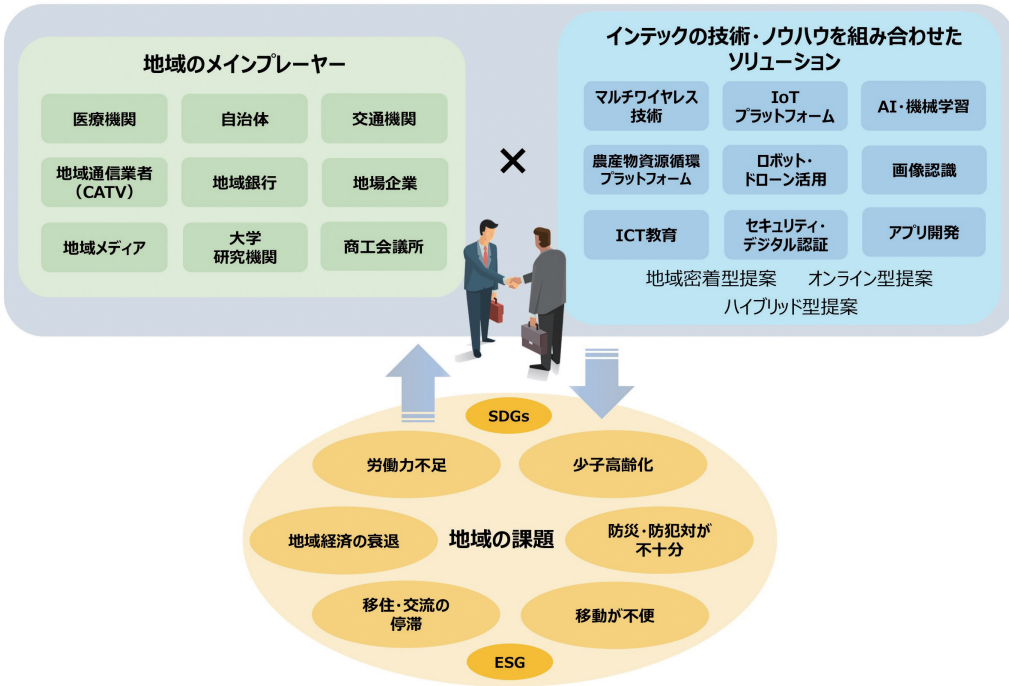 地域のメインプレーヤー
医療機関
自治体
交通機関
地域通信業者
（CATV）
地域銀行
地場企業
地域メディア
大学
研究機関
商工会議所
×
インテックの技術・ノウハウを組み合わせた
ソリューション
マルチワイヤレス
技術
IoT
プラットフォーム
AI・機械学習
農産物資源循環
プラットフォーム
ロボット・
ドローン活用
画像認識
ICT教育
セキュリティ・
デジタル認証
アプリ開発
地域密着型提案 オンライン型提案
ハイブリッド型提案
SDGs
労働力不足
少子高齢化
地域経済の衰退
地域の課題
防災・防犯対が
不十分
移住・交流の
停滞
移動が不便
ESG